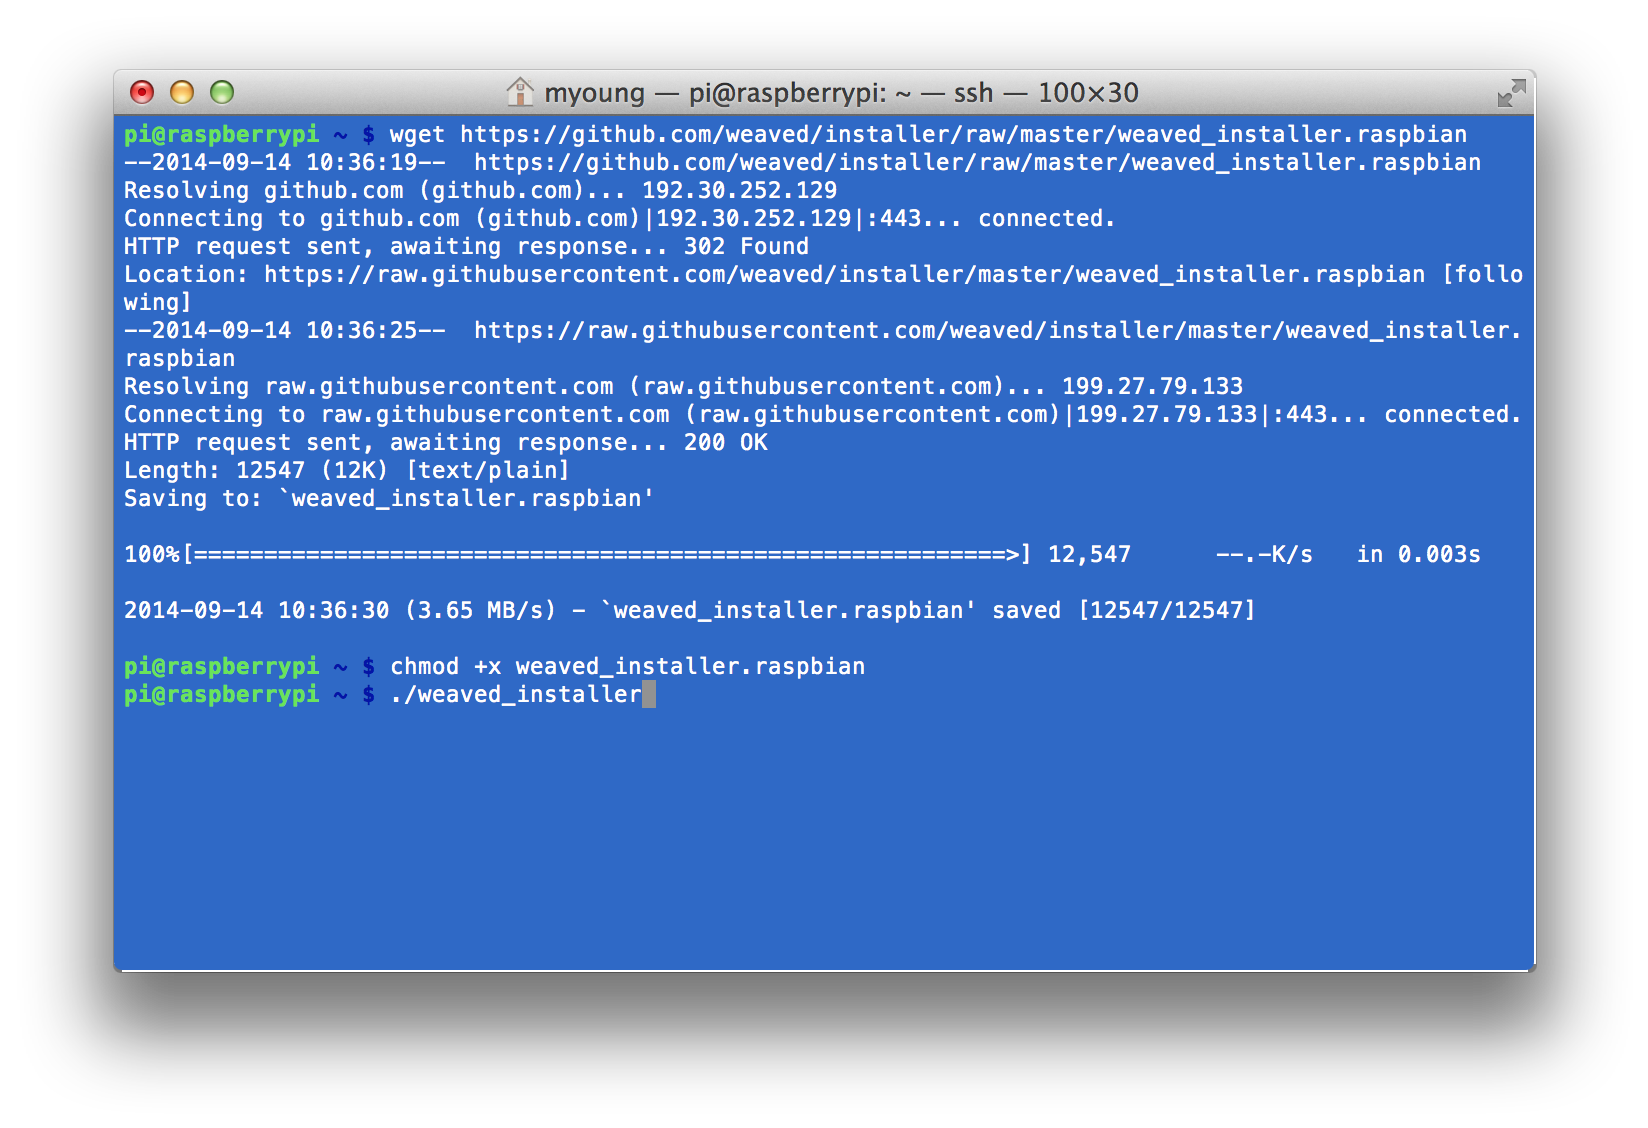 myoung — pi@raspberrypi: ~ — ssh — 100×30
pi@raspberrypi ~ $ wget https://github.com/weaved/installer/raw/master/weaved_installer.raspbian
--2014-09-14 10:36:19--  https://github.com/weaved/installer/raw/master/weaved_installer.raspbian
Resolving github.com (github.com)... 192.30.252.129
Connecting to github.com (github.com)|192.30.252.129|:443... connected.
HTTP request sent, awaiting response... 302 Found
Location: https://raw.githubusercontent.com/weaved/installer/master/weaved_installer.raspbian [follo
wing]
--2014-09-14 10:36:25--  https://raw.githubusercontent.com/weaved/installer/master/weaved_installer.
raspbian
Resolving raw.githubusercontent.com (raw.githubusercontent.com)... 199.27.79.133
Connecting to raw.githubusercontent.com (raw.githubusercontent.com)|199.27.79.133|:443... connected.
HTTP request sent, awaiting response... 200 OK
Length: 12547 (12K) [text/plain]
Saving to: `weaved_installer.raspbian'
100%[==========================================================>] 12,547      --.-K/s   in 0.003s
2014-09-14 10:36:30 (3.65 MB/s) - `weaved_installer.raspbian' saved [12547/12547]
pi@raspberrypi ~ $ chmod +x weaved_installer.raspbian
pi@raspberrypi ~ $ ./weaved_installer